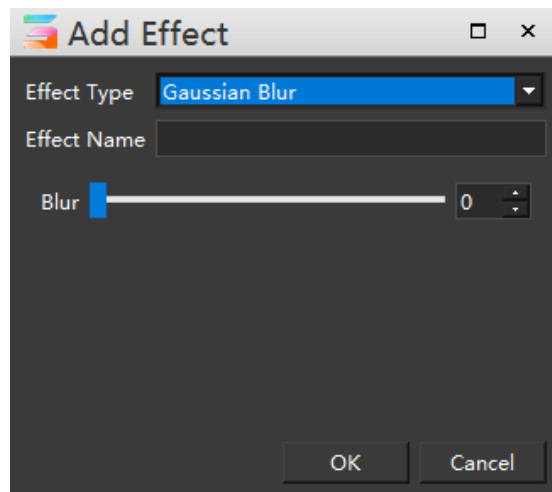 Add Effect
Effect Type Gaussian Blur
Effect Name
Blur 0
OK Cancel